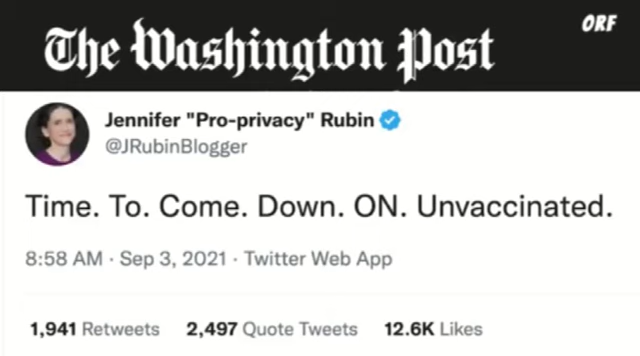 ORF
The Washington Post
Jennifer "Pro-privacy" Rubin
@JRubinBlogger
Time. To. Come. Down. ON. Unvaccinated.
8:58 AM · Sep 3, 2021 · Twitter Web App
1,941 Retweets 2,497 Quote Tweets 12.6K Likes